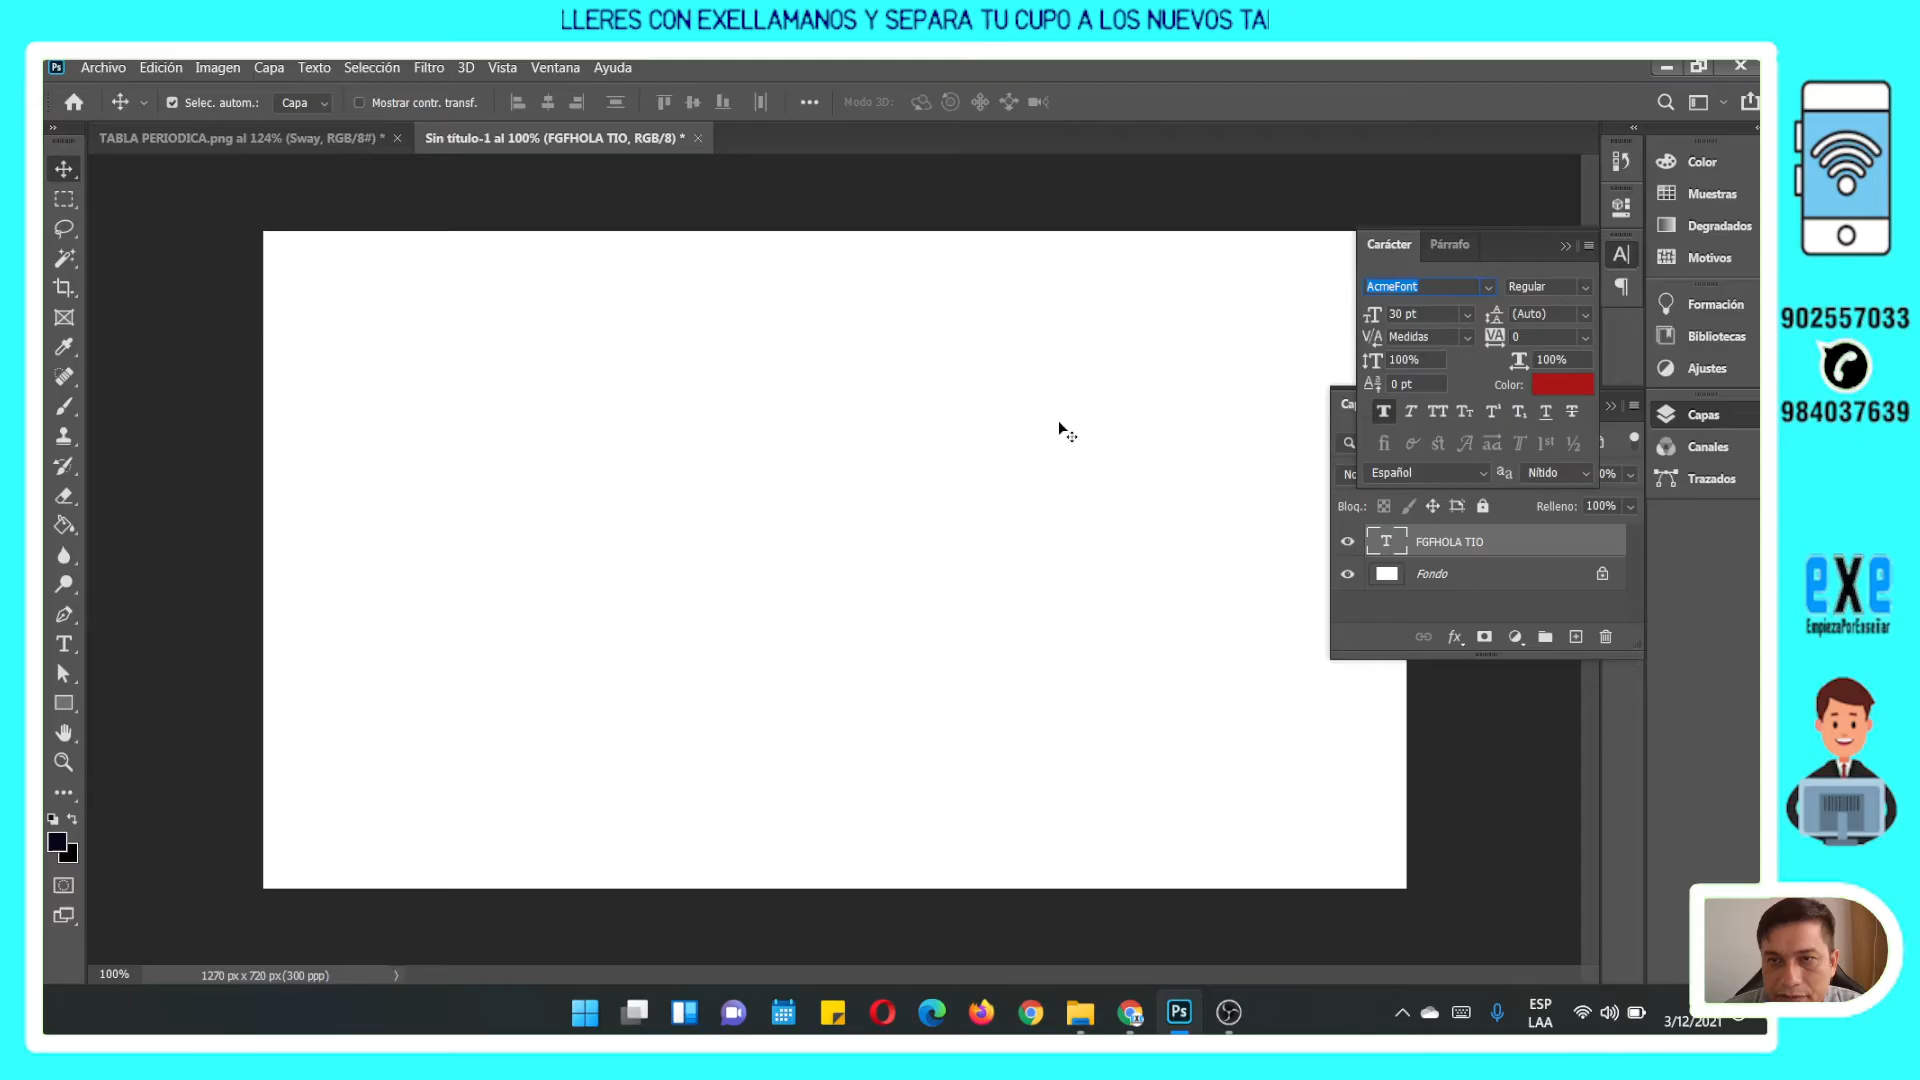 LLERES CON EXELLAMANOS Y SEPARA TU CUPO A LOS NUEVOS TA
Ps Archivo Edición Imagen Capa Texto Selección Filtro 3D Vista Ventana Ayuda
Selec. autom.: Capa Mostrar contr. transf. Modo 3D:
TABLA PERIODICA.png al 124% (Sway, RGB/8#) *
Sin título-1 al 100% (FGFHOLA TIO, RGB/8) *
Color
Muestras
Degradados
Motivos
Formación
Bibliotecas
Ajustes
Capas
Canales
Trazados
Carácter Párrafo
AcmeFont Regular
30 pt (Auto)
Medidas 0
100% 100%
0 pt Color:
Español Nítido
Bloq.: Relleno: 100%
FGFHOLA TIO
Fondo
902557033
984037639
eXe
EmpiezaPorEnseñar
100% 1270 px x 720 px (300 ppp)
Ps
ESP
LAA
3/12/2021